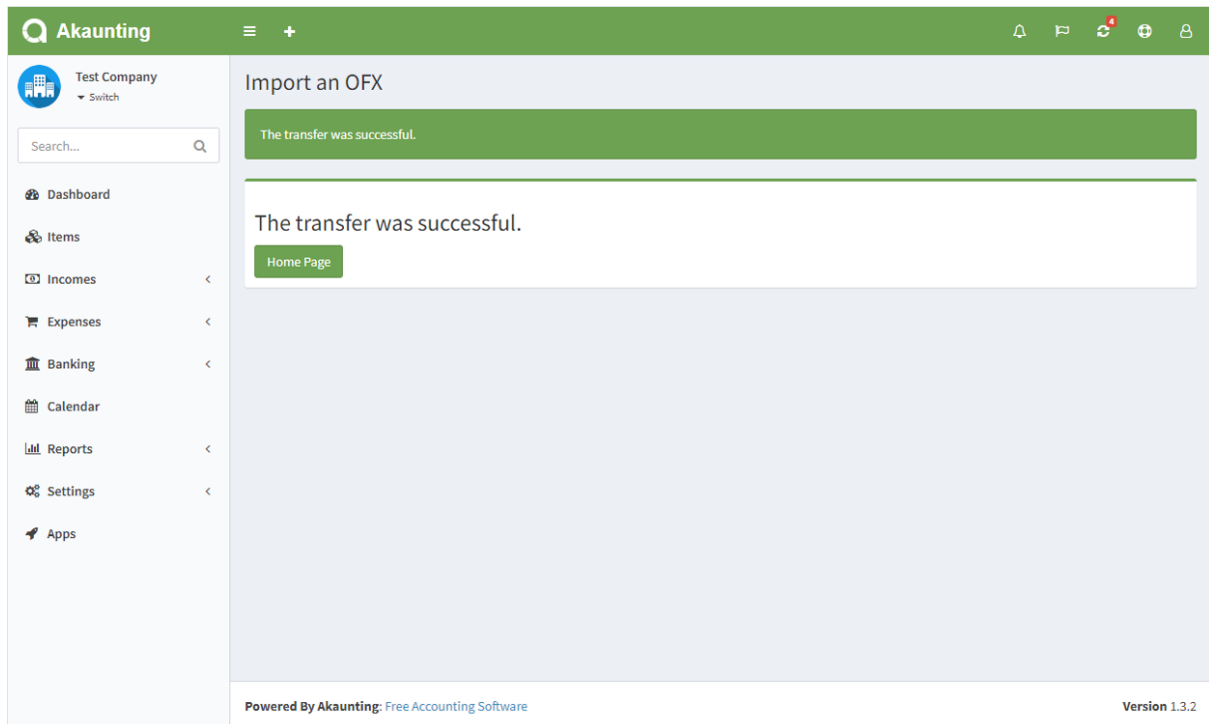 Akaunting
4
Test Company
Switch
Search...
Dashboard
Items
Incomes
Expenses
Banking
Calendar
Reports
Settings
Apps
Import an OFX
The transfer was successful.
The transfer was successful.
Home Page
Powered By Akaunting: Free Accounting Software
Version 1.3.2